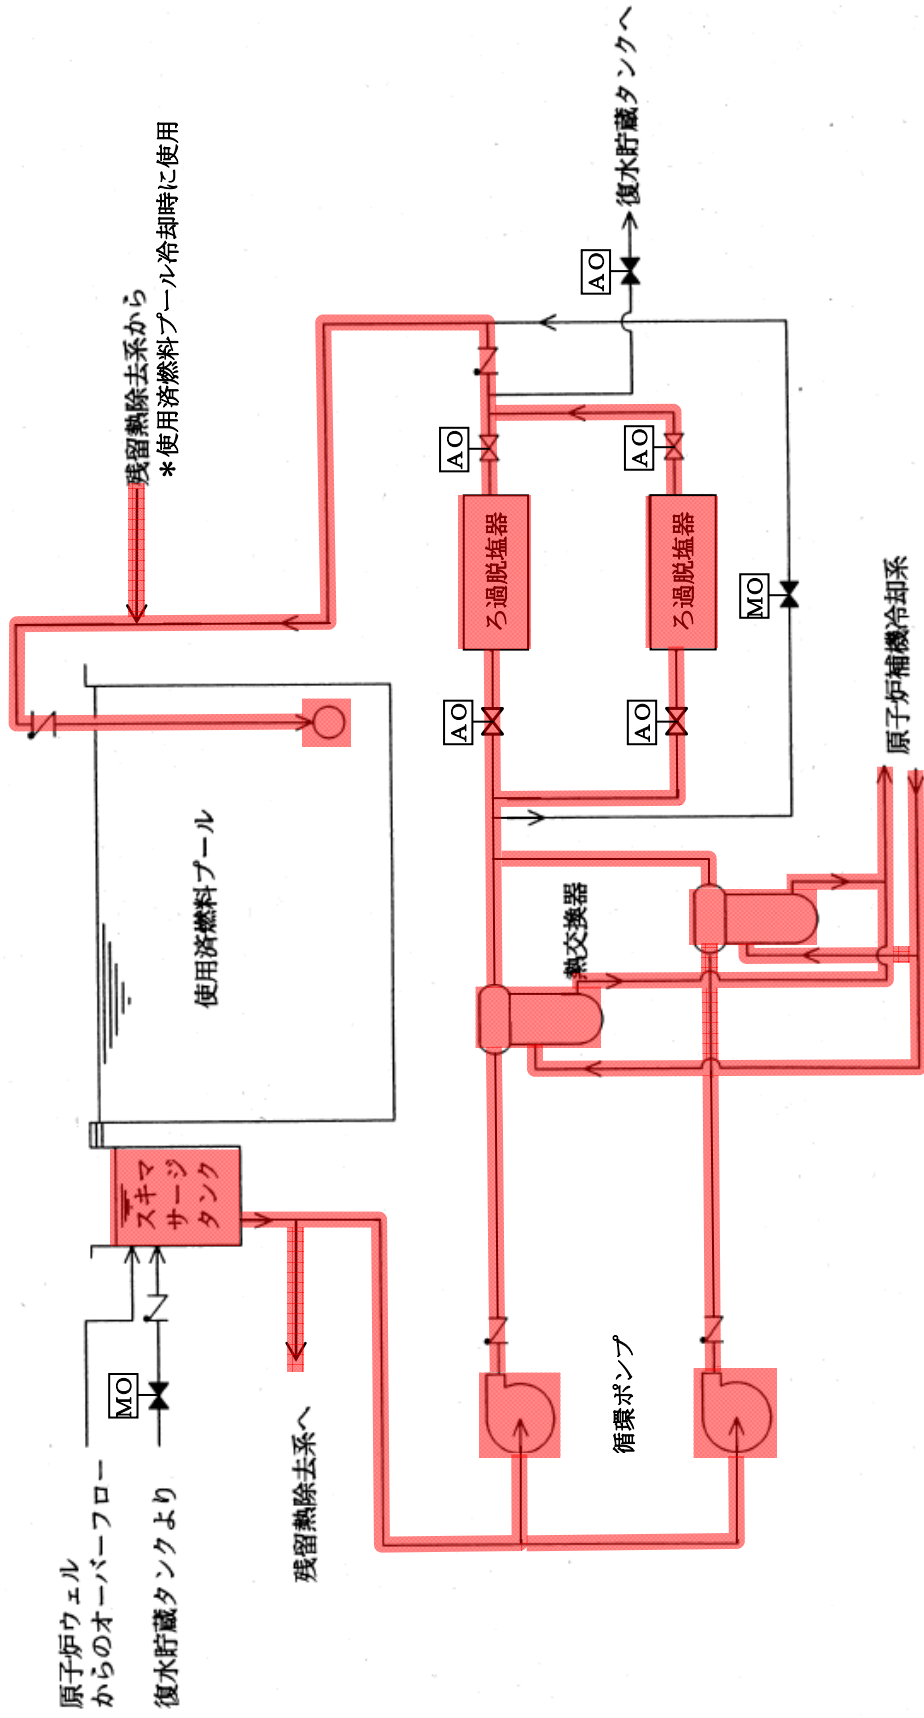 原子炉ウェル
からのオーバーフロー
復水貯蔵タンクより
MO
スキマ
サージ
タンク
残留熱除去系へ
使用済燃料プール
残留熱除去系から
*使用済燃料プール冷却時に使用
循環ポンプ
熱交換器
AO
AO
ろ過脱塩器
ろ過脱塩器
AO
AO
MO
AO
復水貯蔵タンクへ
原子炉補機冷却系